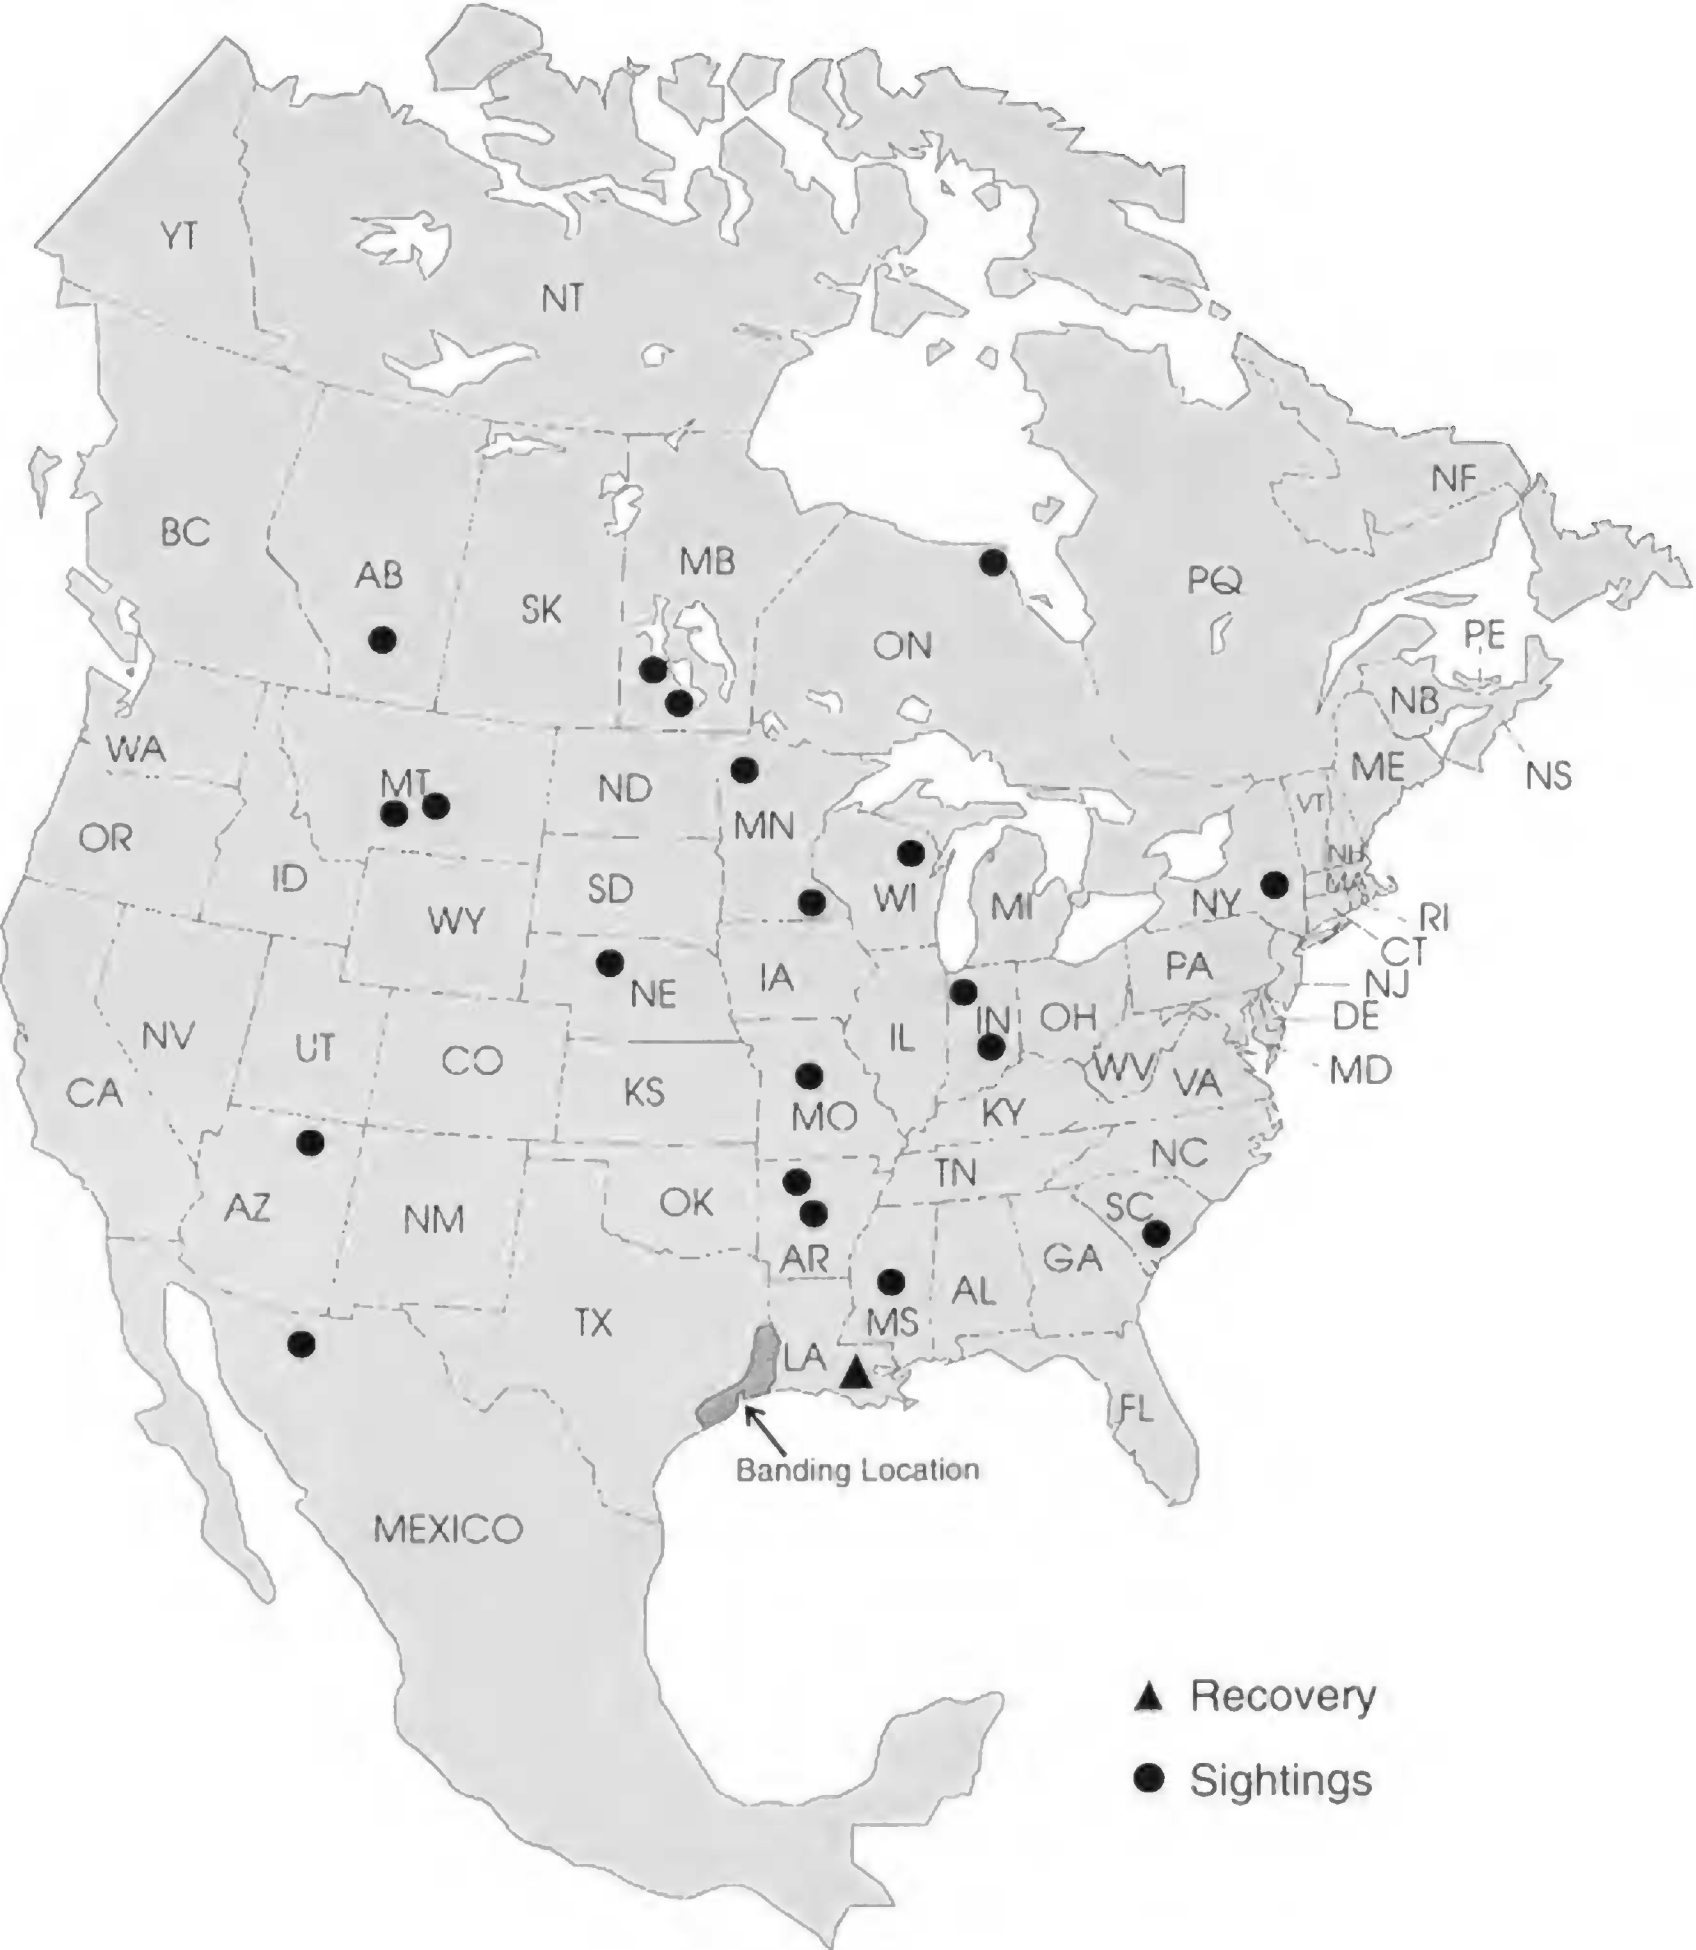 YT
NT
NF
BC
AB
MB
PQ
SK
ON
PE
NB
WA
ME
NS
MT
ND
VT
MN
OR
NH
ID
SD
WI
MI
NY
MA
WY
RI
CT
PA
IA
NE
NJ
IN
OH
DE
NV
UT
IL
CO
WV
MD
VA
CA
KS
MO
KY
NC
TN
AZ
NM
OK
SC
AR
GA
AL
TX
MS
LA
FL
Banding Location
MEXICO
Recovery
Sightings